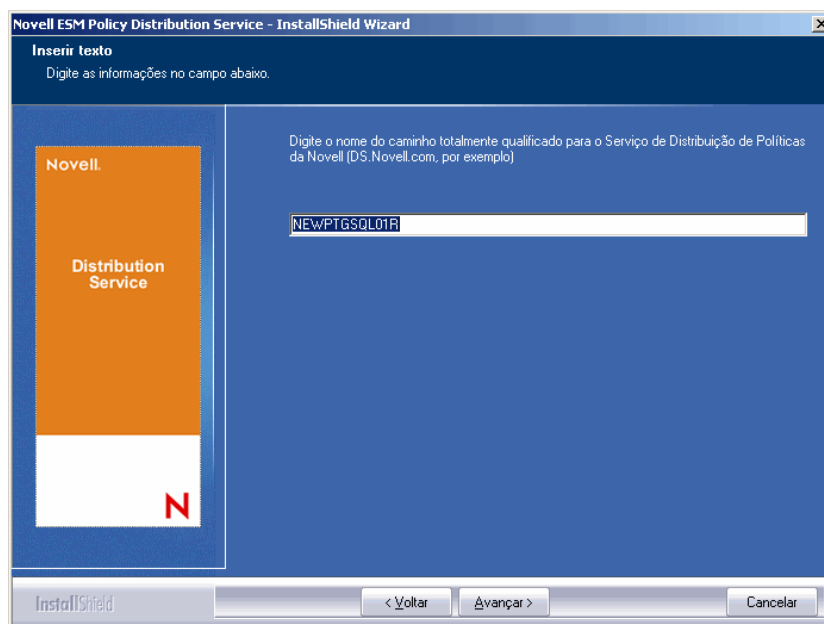 Novell ESM Policy Distribution Service - InstallShield Wizard
Inserir texto
Digite as informações no campo abaixo.
Novell.
Distribution
Service
N
Digite o nome do caminho totalmente qualificado para o Serviço de Distribuição de Políticas
da Novell (DS.Novell.com, por exemplo)
NEWPTGSQL01R
InstallShield
< Voltar
Avançar >
Cancelar